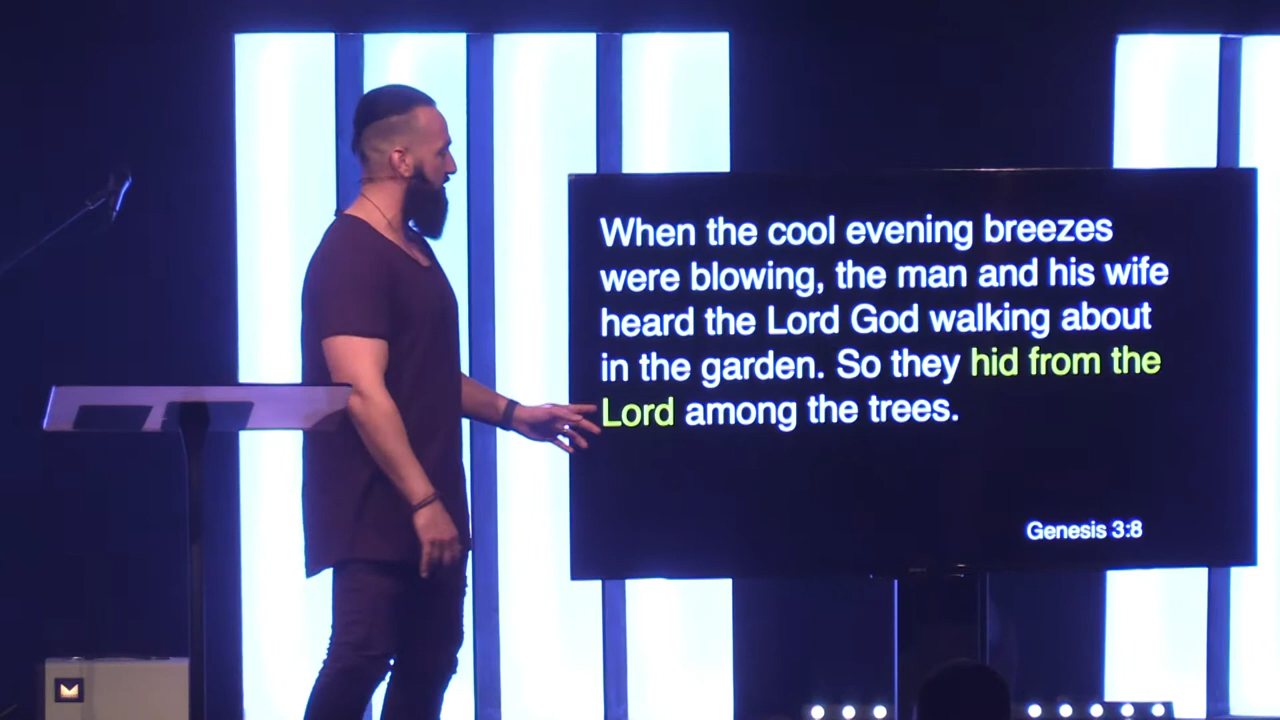 When the cool evening breezes
were blowing, the man and his wife
heard the Lord God walking about
in the garden. So they hid from the
Lord among the trees.
Genesis 3:8